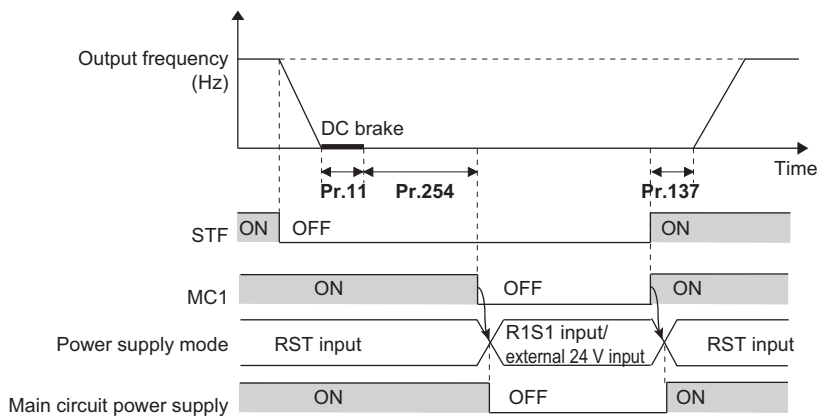 Output frequency
(Hz)
DC brake
Time
Pr.11 Pr.254 Pr.137
STF ON OFF ON
MC1 ON OFF ON
Power supply mode RST input R1S1 input/
external 24 V input RST input
Main circuit power supply ON OFF ON